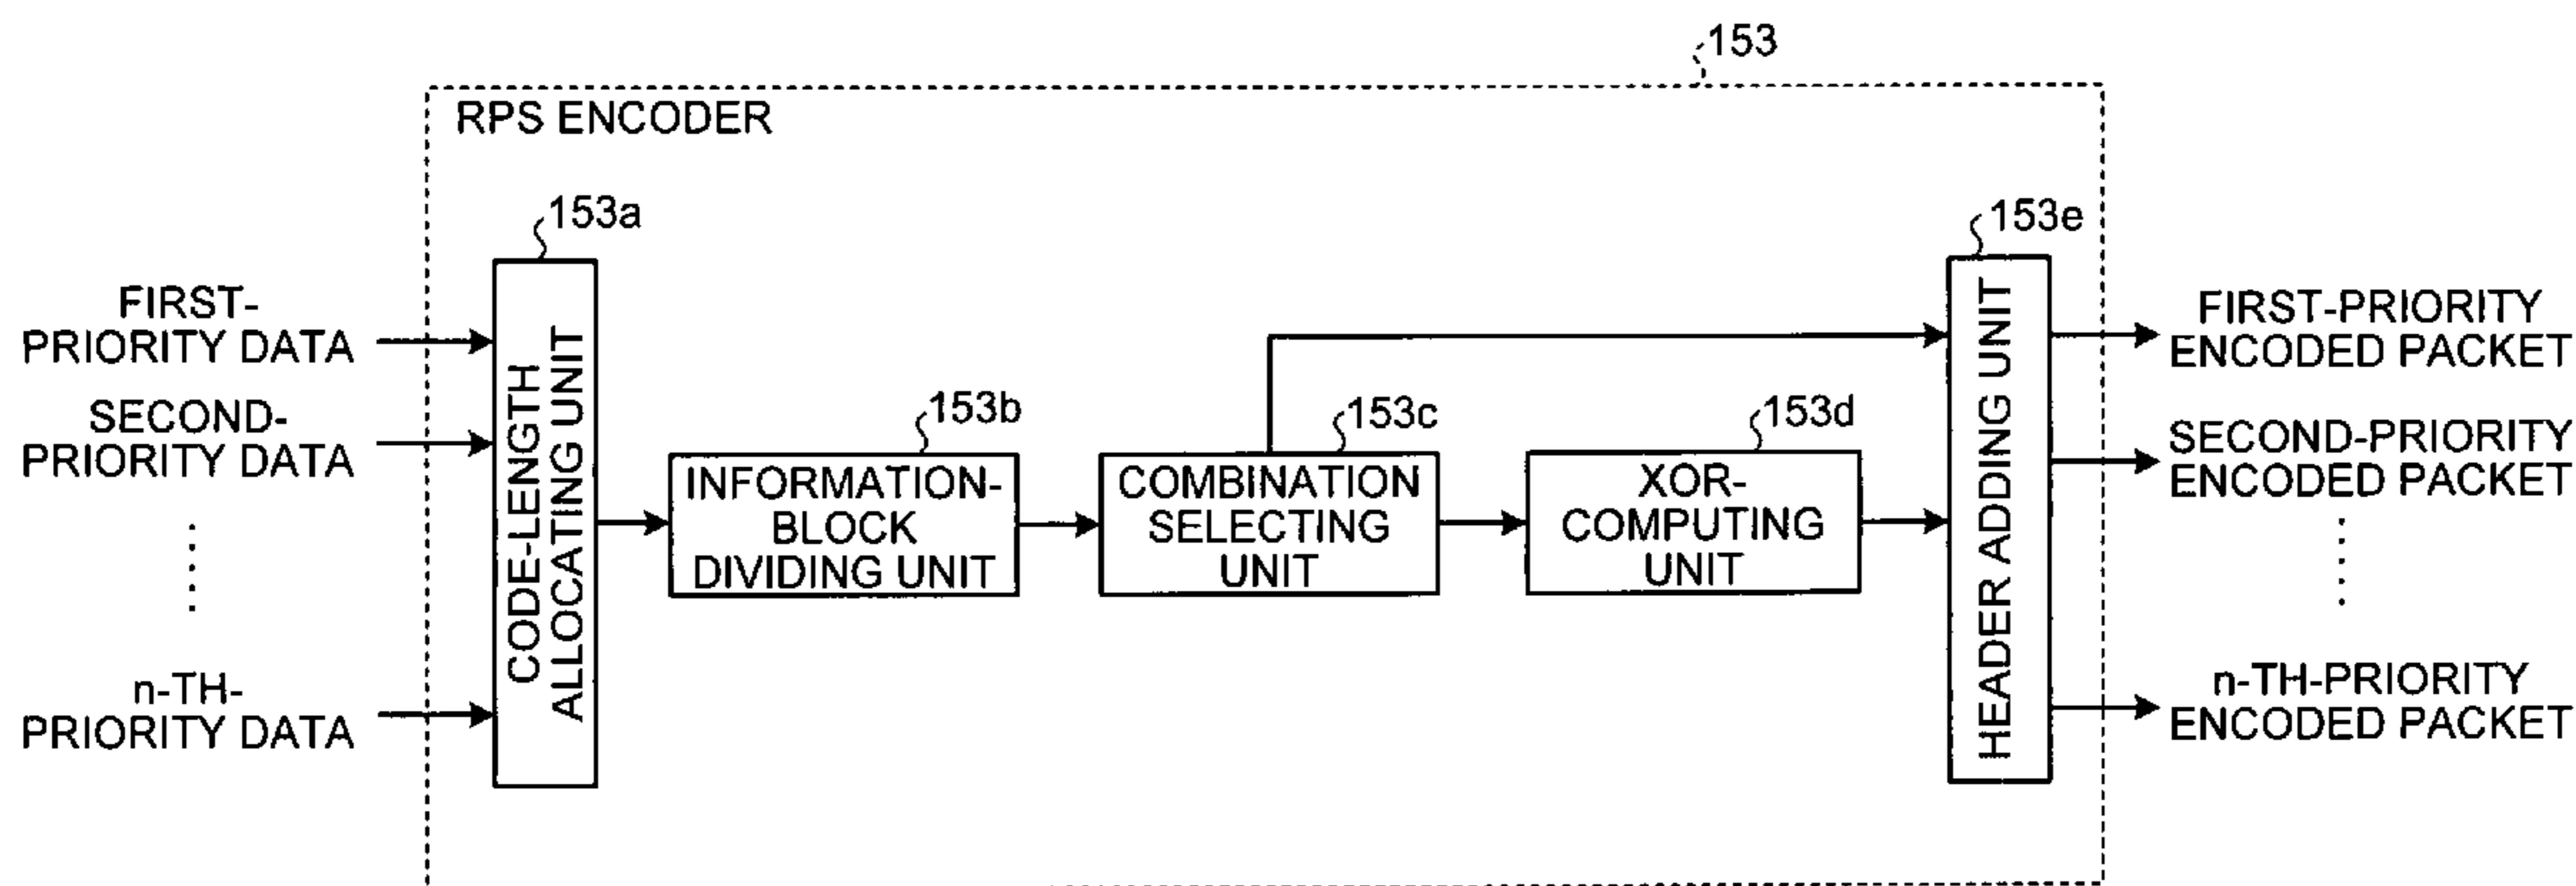 153
RPS ENCODER
153a
153e
FIRST-
PRIORITY DATA
SECOND-
PRIORITY DATA
n-TH-
PRIORITY DATA
CODE-LENGTH
ALLOCATING UNIT
153b
INFORMATION-
BLOCK
DIVIDING UNIT
153c
COMBINATION
SELECTING
UNIT
153d
XOR-
COMPUTING
UNIT
HEADER ADDING UNIT
FIRST-PRIORITY
ENCODED PACKET
SECOND-PRIORITY
ENCODED PACKET
n-TH-PRIORITY
ENCODED PACKET